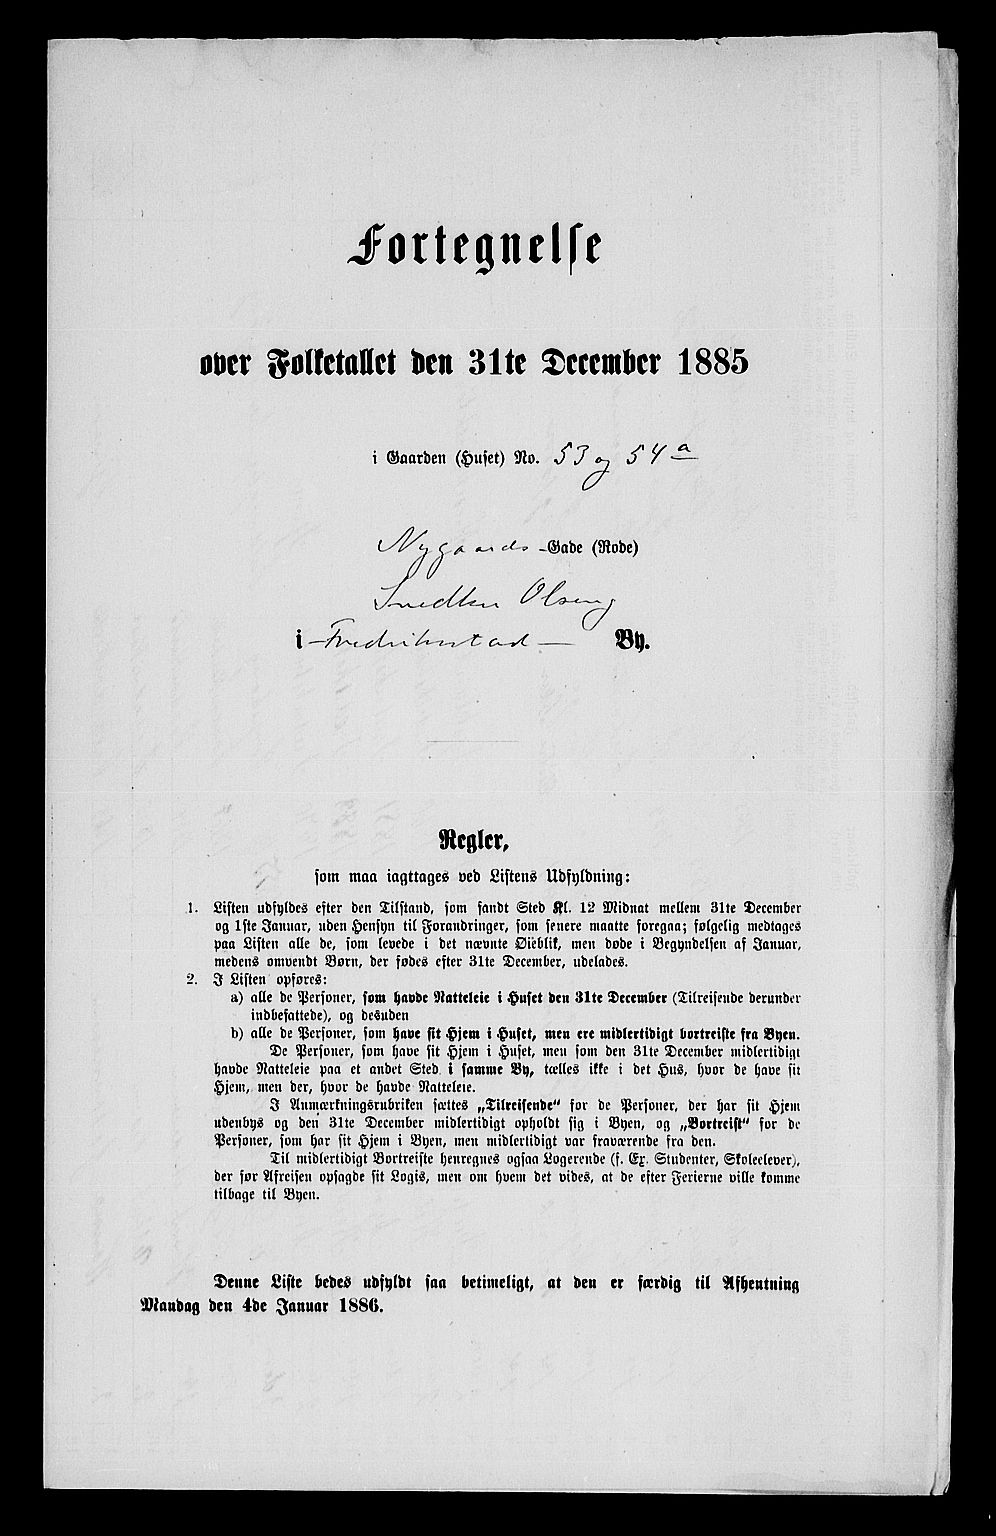 Fortegnelse
over Folketallet den 31te December 1885
i Gaarden (Huset) No. 53 og 54 a
Nygaards-Gade (Rode)
Snedker Olsens
i Fredrikstad By.
Regler,
som maa iagttages ved Listens Udfyldning:
1. Listen udfyldes efter den Tilstand, som fandt Sted Kl. 12 Midnat mellem 31te December
og 1ste Januar, uden Hensyn til Forandringer, som senere maatte foregaa; følgelig medtages
paa Listen alle de, som levede i det nævnte Øieblik, men døde i Begyndelsen af Januar,
medens omvendt Børn, der fødes efter 31te December, udelades.
2. I Listen opføres:
a) alle de Personer, som havde Natteleie i Huset den 31te December (Tilreisende derunder
indbefattede), og desuden
b) alle de Personer, som have sit Hjem i Huset, men ere midlertidigt bortreiste fra Byen.
De Personer, som have sit Hjem i Huset, men som den 31te December midlertidigt
havde Natteleie paa et andet Sted i samme By, tælles ikke i det Hus, hvor de have sit
Hjem, men der, hvor de havde Natteleie.
I Anmærkningsrubriken sættes „Tilreisende“ for de Personer, der har sit Hjem
udenbys og den 31te December midlertidigt opholdt sig i Byen, og „Bortreist“ for de
Personer, som har sit Hjem i Byen, men midlertidigt var fraværende fra den.
Til midlertidigt Bortreiste henregnes ogsaa Logerende (f. Ex. Studenter, Skoleelever),
der før Afreisen opsagde sit Logis, men om hvem det vides, at de efter Ferierne ville komme
tilbage til Byen.
Denne Liste bedes udfyldt saa betimeligt, at den er færdig til Afhentning
Mandag den 4de Januar 1886.